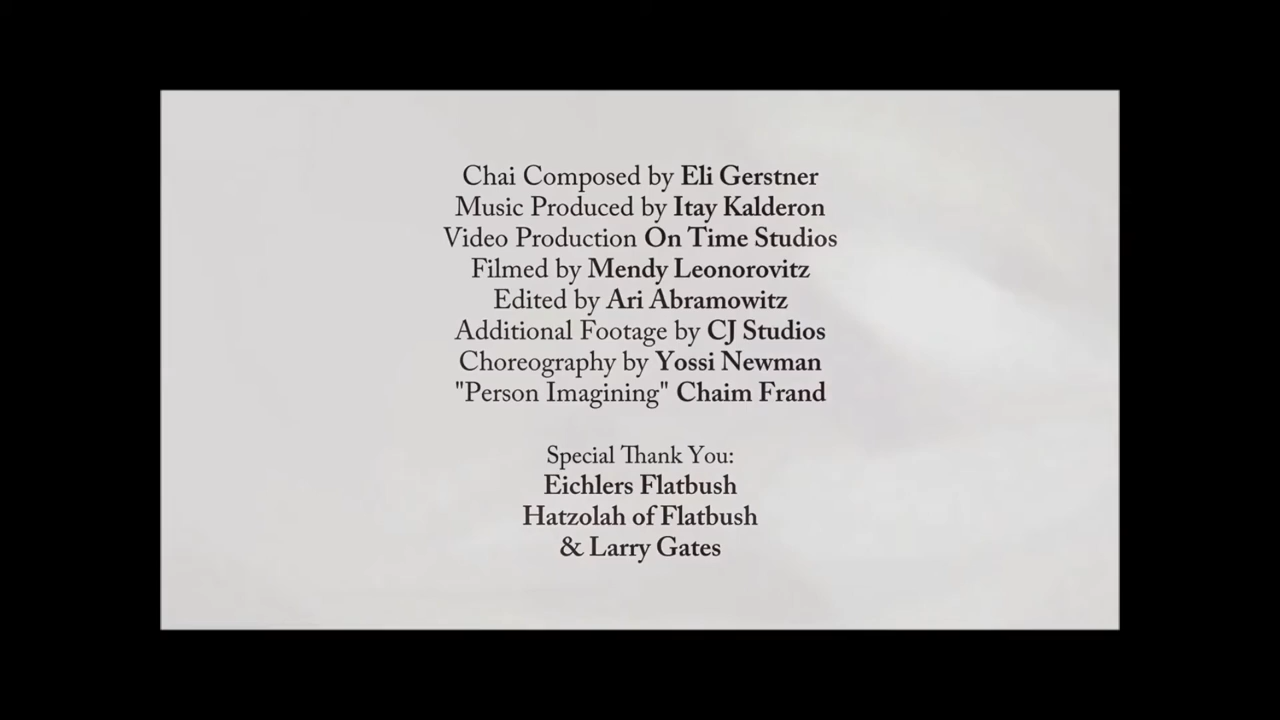 Chai Composed by Eli Gerstner
Music Produced by Itay Kalderon
Video Production On Time Studios
Filmed by Mendy Leonorovitz
Edited by Ari Abramowitz
Additional Footage by CJ Studios
Choreography by Yossi Newman
"Person Imagining" Chaim Frand
Special Thank You:
Eichlers Flatbush
Hatzolah of Flatbush
& Larry Gates